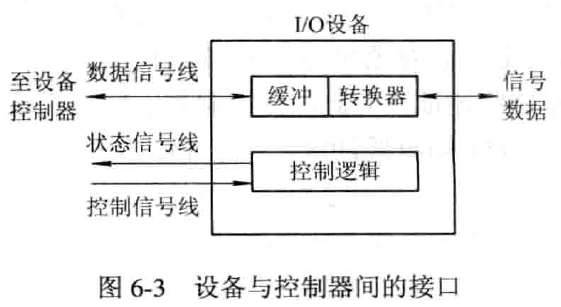 I/O设备
至设备
控制器
数据信号线
缓冲
转换器
信号
数据
状态信号线
控制逻辑
控制信号线
图 6-3 设备与控制器间的接口